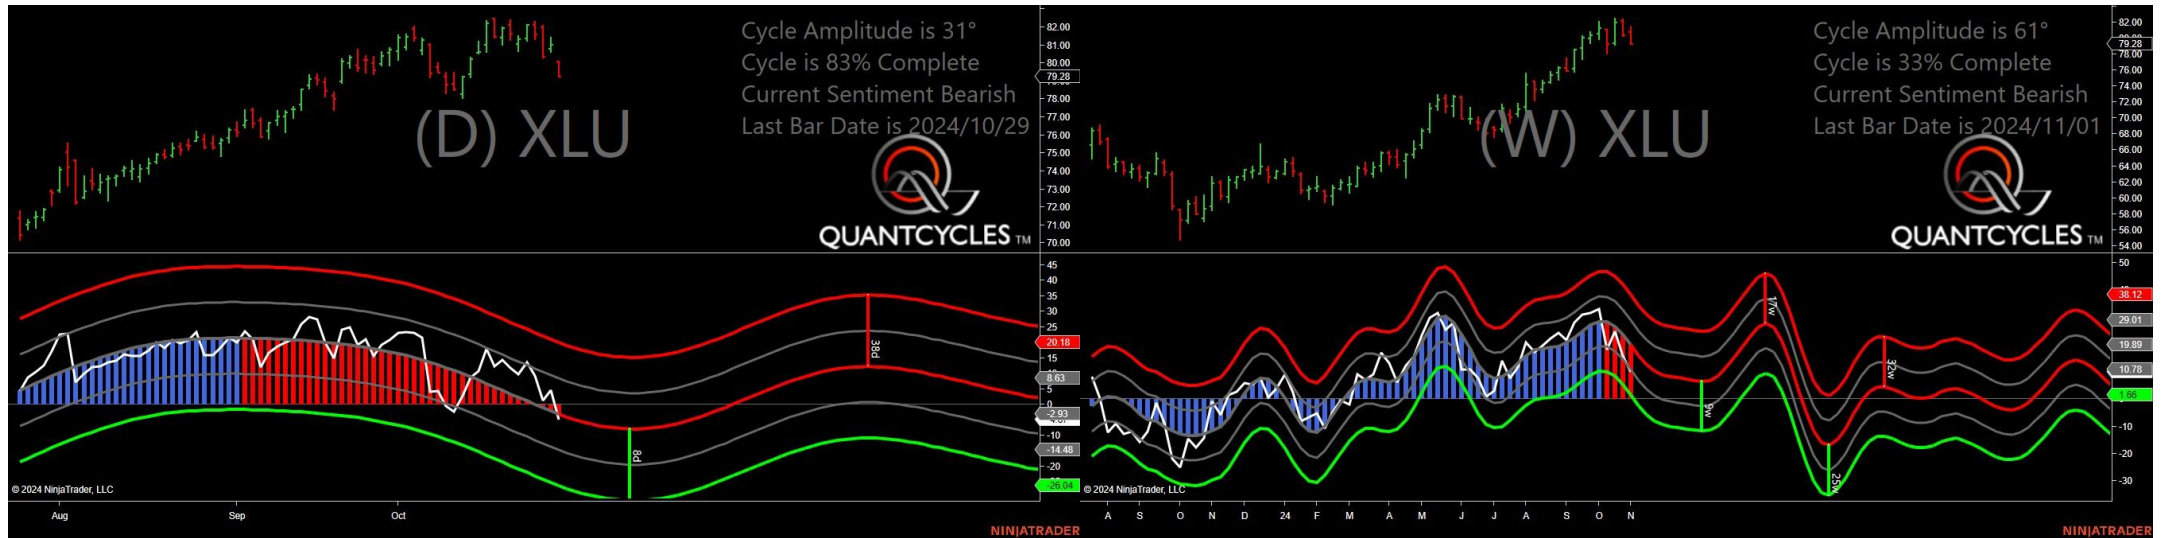 Cycle Amplitude is 31°
Cycle is 83% Complete
Current Sentiment Bearish
Last Bar Date is 2024/10/29
(D) XLU
QUANTCYCLES TM
82.00
81.00
80.00
79.28
78.00
77.00
76.00
75.00
74.00
73.00
72.00
71.00
70.00
45
40
35
30
25
20.18
15
8.63
5
0
-2.93
-10
-14.48
-20
-26.04
38d
8d
© 2024 NinjaTrader, LLC
Aug Sep Oct
NINJATRADER
Cycle Amplitude is 61°
Cycle is 33% Complete
Current Sentiment Bearish
Last Bar Date is 2024/11/01
(W) XLU
QUANTCYCLES TM
82.00
79.28
78.00
76.00
74.00
72.00
70.00
68.00
66.00
64.00
62.00
60.00
58.00
56.00
54.00
50
38.12
29.01
19.89
10.78
1.66
-10
-20
-30
17w
32w
9w
25w
© 2024 NinjaTrader, LLC
A S O N D 24 F M A M J J A S O N
NINJATRADER